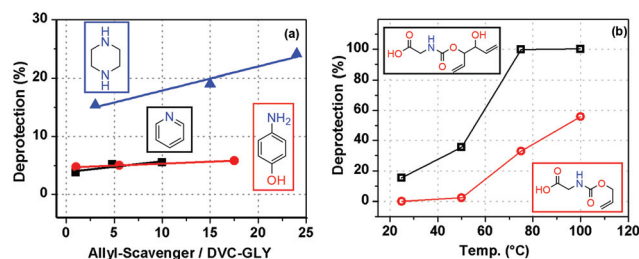 (a)
Deprotection (%)
30
20
10
0
0 5 10 15 20 25
Allyl-Scavenger / DVC-GLY
H
N
N
H
N
NH2
OH
(b)
Deprotection (%)
120
100
80
60
40
20
0
20 40 60 80 100 120
Temp. (°C)
O
HO
H
N
O
O
OH
O
HO
H
N
O
O